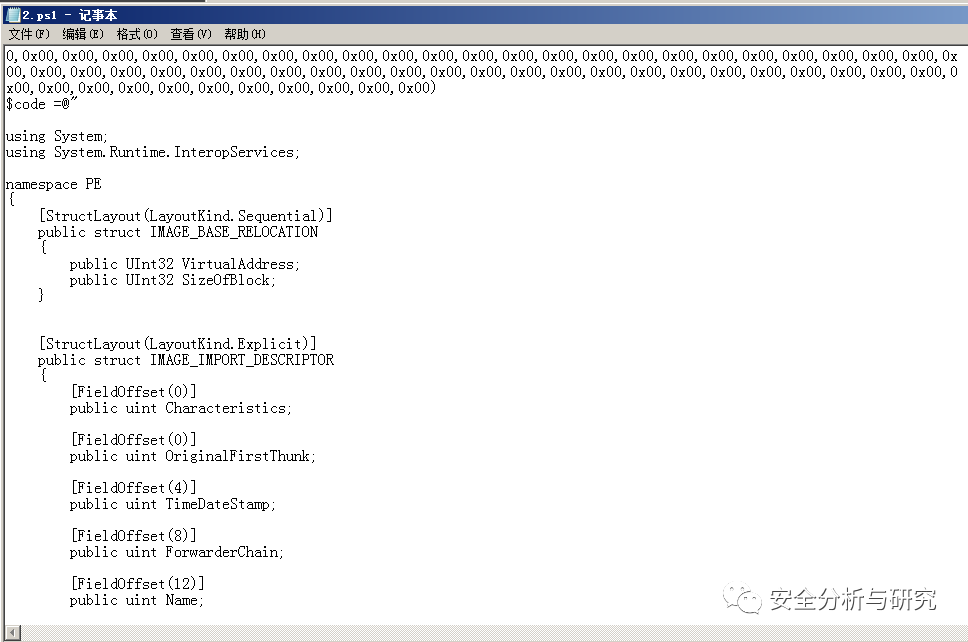 2.ps1 - 记事本
文件(F) 编辑(E) 格式(O) 查看(V) 帮助(H)
0,0x00,0x00,0x00,0x00,0x00,0x00,0x00,0x00,0x00,0x00,0x00,0x00,0x00,0x00,0x00,0x00,0x00,0x00,0x00,0x00,0x00,0x00,0x00,0x
00,0x00,0x00,0x00,0x00,0x00,0x00,0x00,0x00,0x00,0x00,0x00,0x00,0x00,0x00,0x00,0x00,0x00,0x00,0x00,0x00,0x00,0x00,0x00,0
x00,0x00,0x00,0x00,0x00,0x00,0x00,0x00,0x00,0x00,0x00)
$code =@"
using System;
using System.Runtime.InteropServices;
namespace PE
{
[StructLayout(LayoutKind.Sequential)]
public struct IMAGE_BASE_RELOCATION
{
public UInt32 VirtualAddress;
public UInt32 SizeOfBlock;
}
[StructLayout(LayoutKind.Explicit)]
public struct IMAGE_IMPORT_DESCRIPTOR
{
[FieldOffset(0)]
public uint Characteristics;
[FieldOffset(0)]
public uint OriginalFirstThunk;
[FieldOffset(4)]
public uint TimeDateStamp;
[FieldOffset(8)]
public uint ForwarderChain;
[FieldOffset(12)]
public uint Name;
安全分析与研究